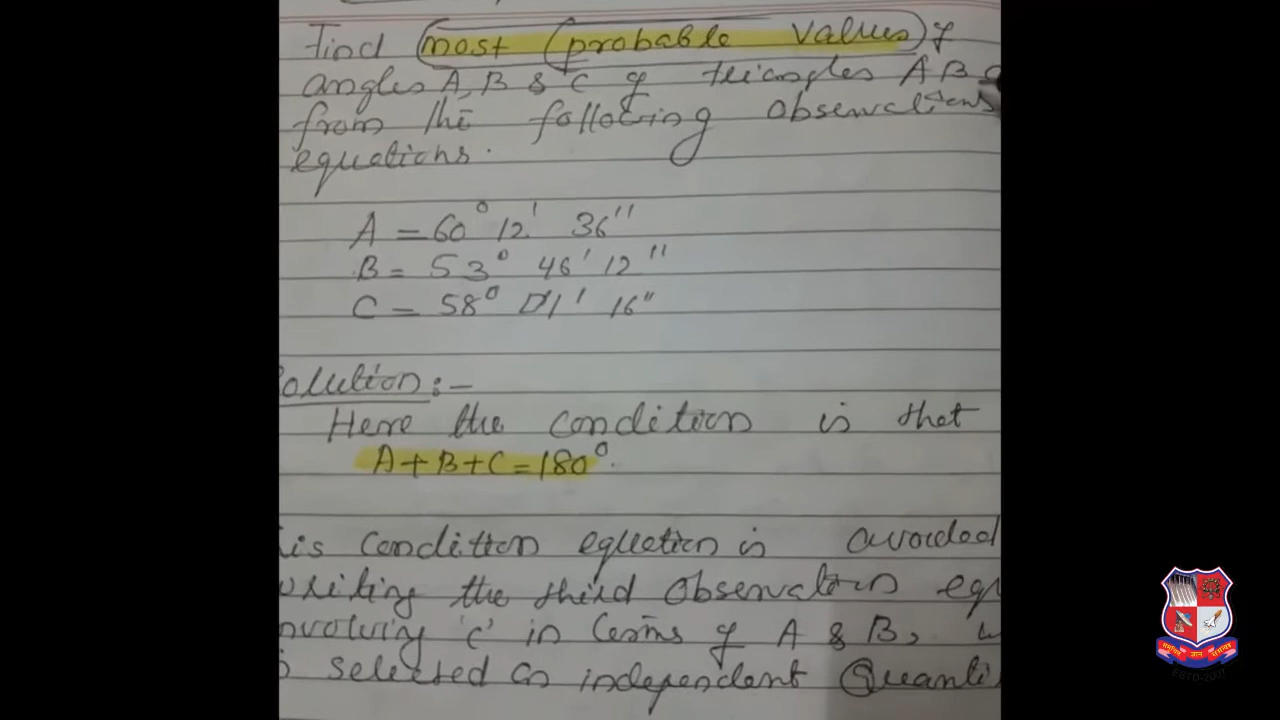 Find most probable values of
angles A, B & C of triangles A B C
from the following observations
equations.
A = 60° 12' 36"
B = 53° 46' 12"
C = 58° 01' 16"
Solution:-
Here the condition is that
A+B+C=180°.
is condition equation is avoided
writing the third observation eq
involving 'C' in terms of A & B,
selected as independent Quanti